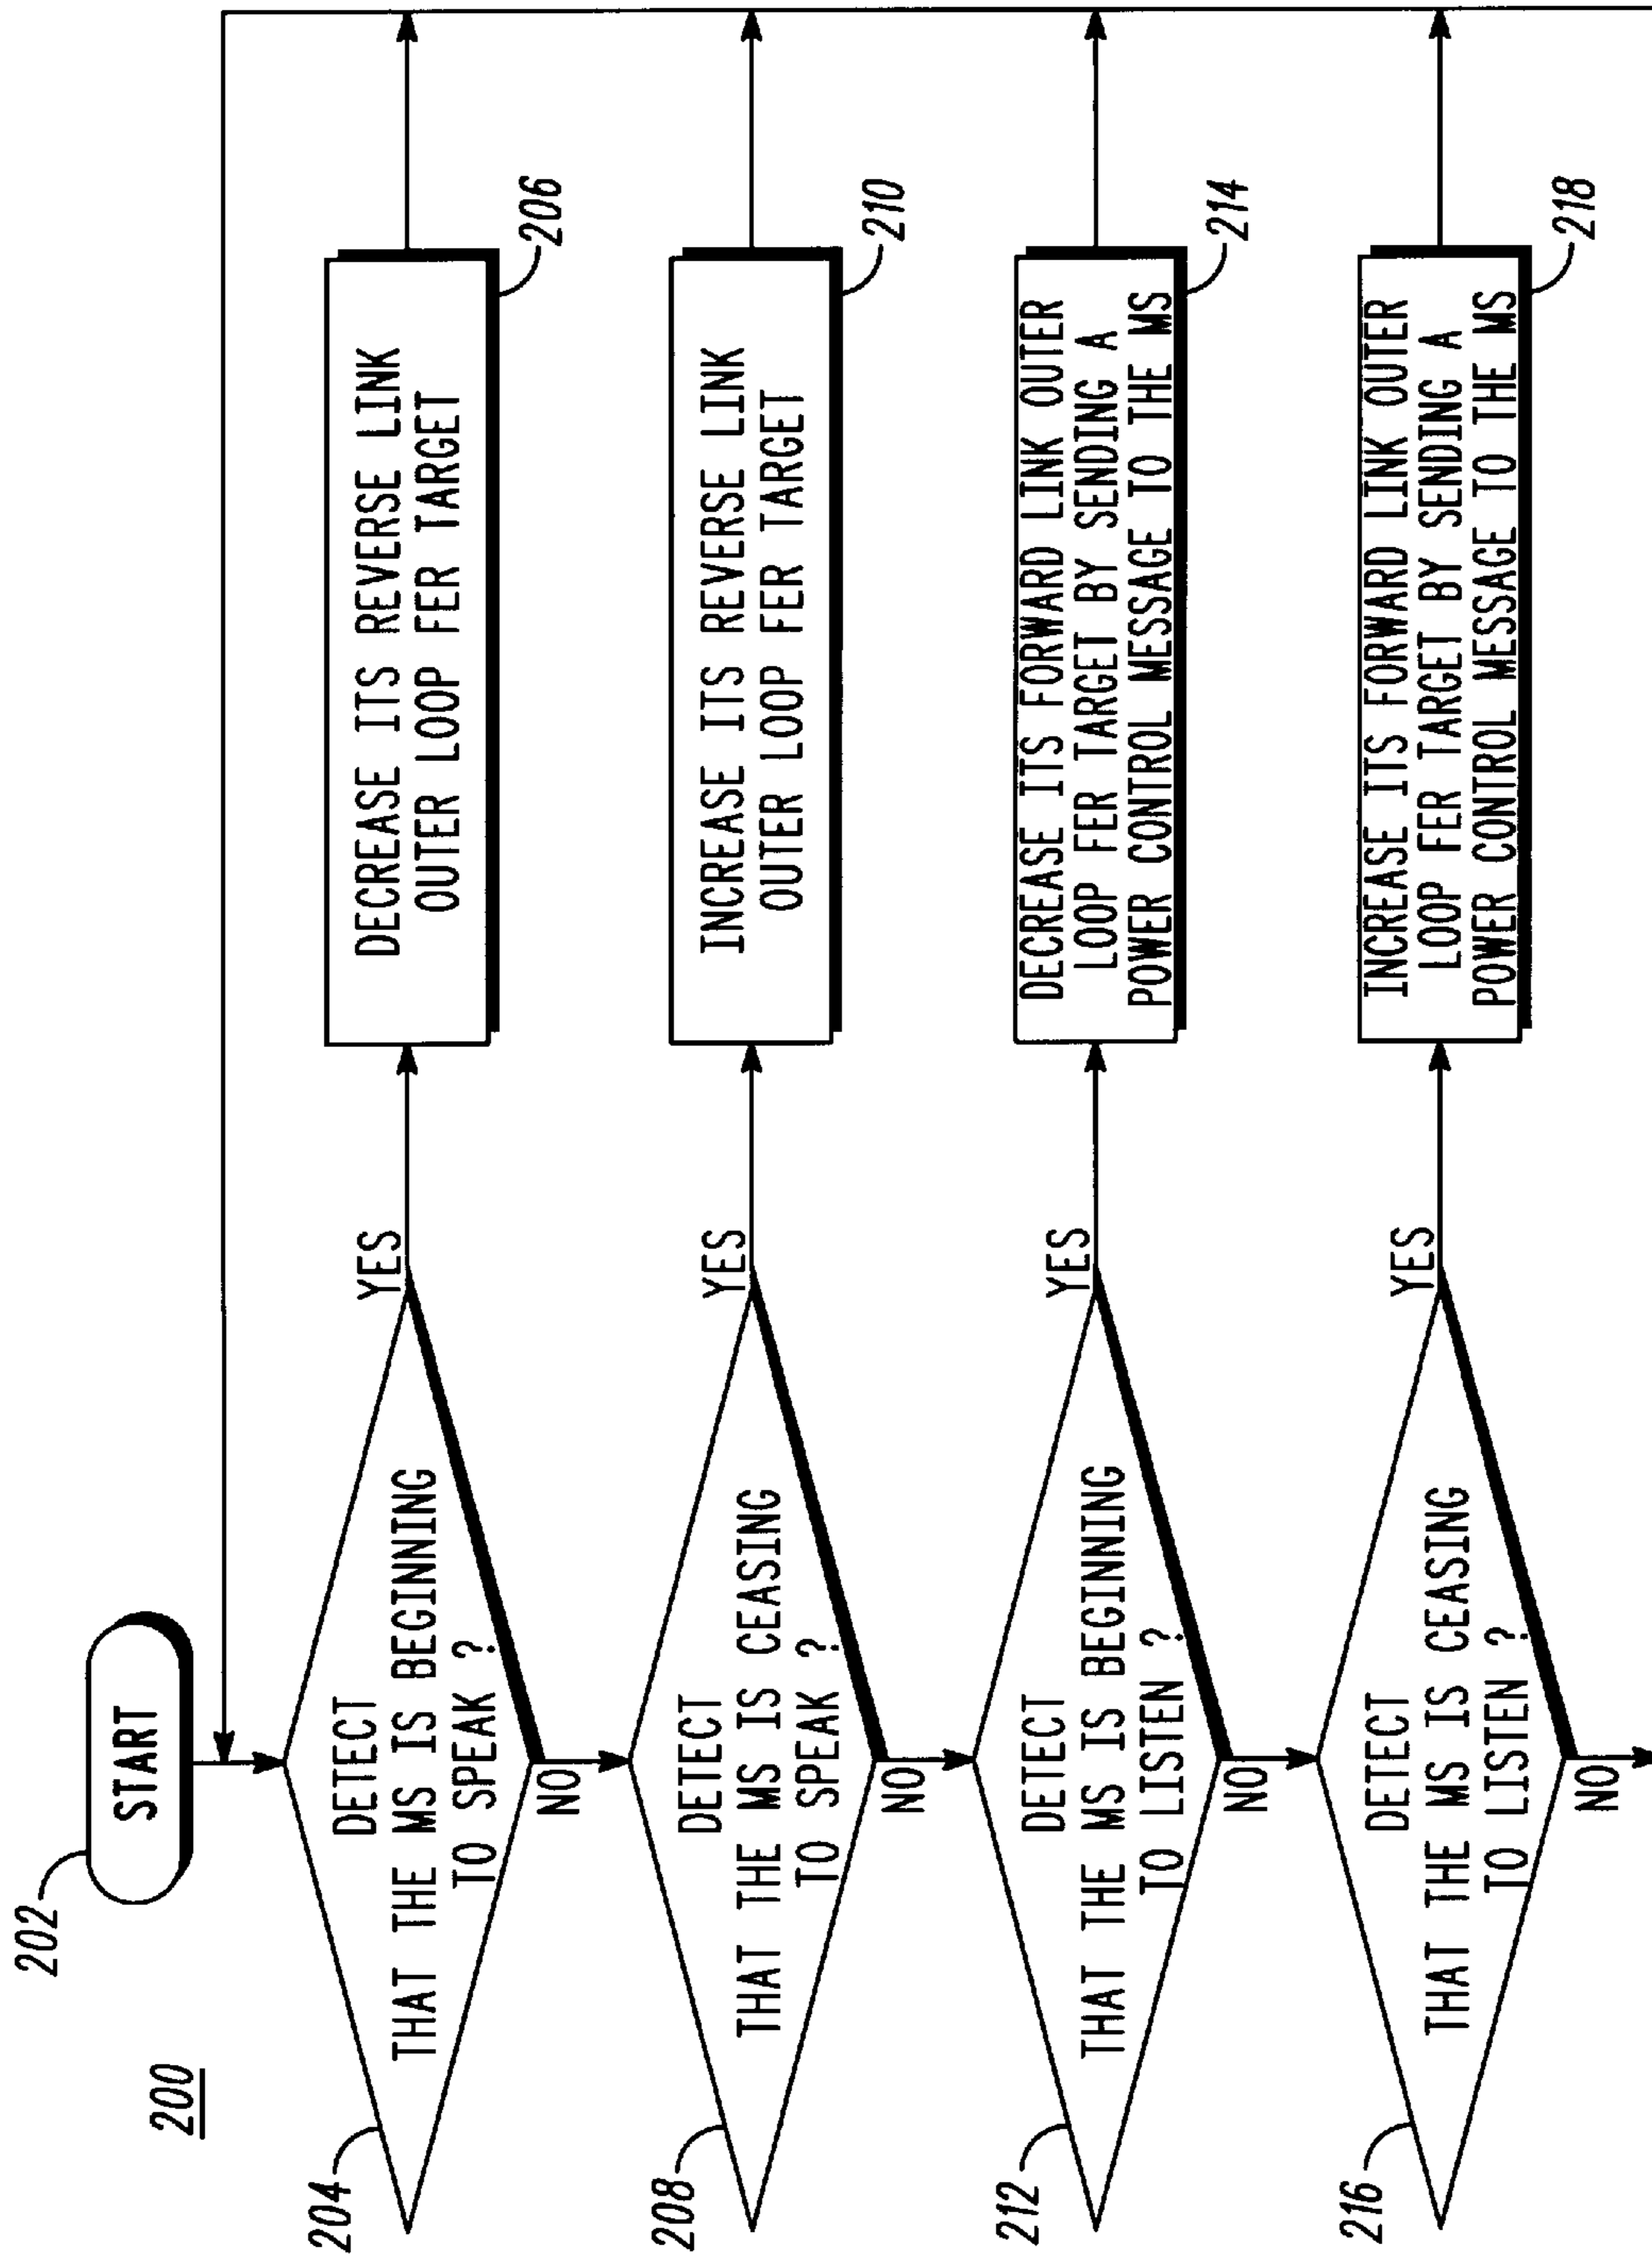 200
202
START
204
DETECT
THAT THE MS IS BEGINNING
TO SPEAK ?
YES
NO
DECREASE ITS REVERSE LINK
OUTER LOOP FER TARGET
206
208
DETECT
THAT THE MS IS CEASING
TO SPEAK ?
YES
NO
INCREASE ITS REVERSE LINK
OUTER LOOP FER TARGET
210
212
DETECT
THAT THE MS IS BEGINNING
TO LISTEN ?
YES
NO
DECREASE ITS FORWARD LINK OUTER
LOOP FER TARGET BY SENDING A
POWER CONTROL MESSAGE TO THE MS
214
216
DETECT
THAT THE MS IS CEASING
TO LISTEN ?
YES
NO
INCREASE ITS FORWARD LINK OUTER
LOOP FER TARGET BY SENDING A
POWER CONTROL MESSAGE TO THE MS
218